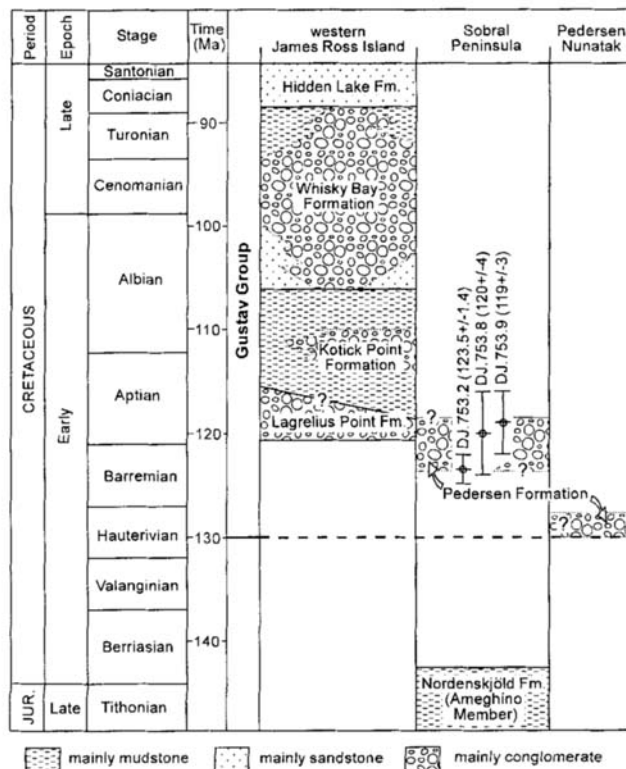 Period
Epoch
Stage
Time
(Ma)
western
James Ross Island
Sobral
Peninsula
Pedersen
Nunatak
CRETACEOUS
JUR.
Late
Early
Late
Santonian
Coniacian
Turonian
Cenomanian
Albian
Aptian
Barremian
Hauterivian
Valanginian
Berriasian
Tithonian
90
100
110
120
130
140
Gustav Group
Hidden Lake Fm.
Whisky Bay
Formation
Kotick Point
Formation
?
Lagrelius Point Fm.
DJ.753.2 (123.5+/-1.4)
DJ.753.8 (120+/-4)
DJ.753.9 (119+/-3)
?
?
Pedersen Formation
?
Nordenskjöld Fm.
(Ameghino
Member)
mainly mudstone
mainly sandstone
mainly conglomerate